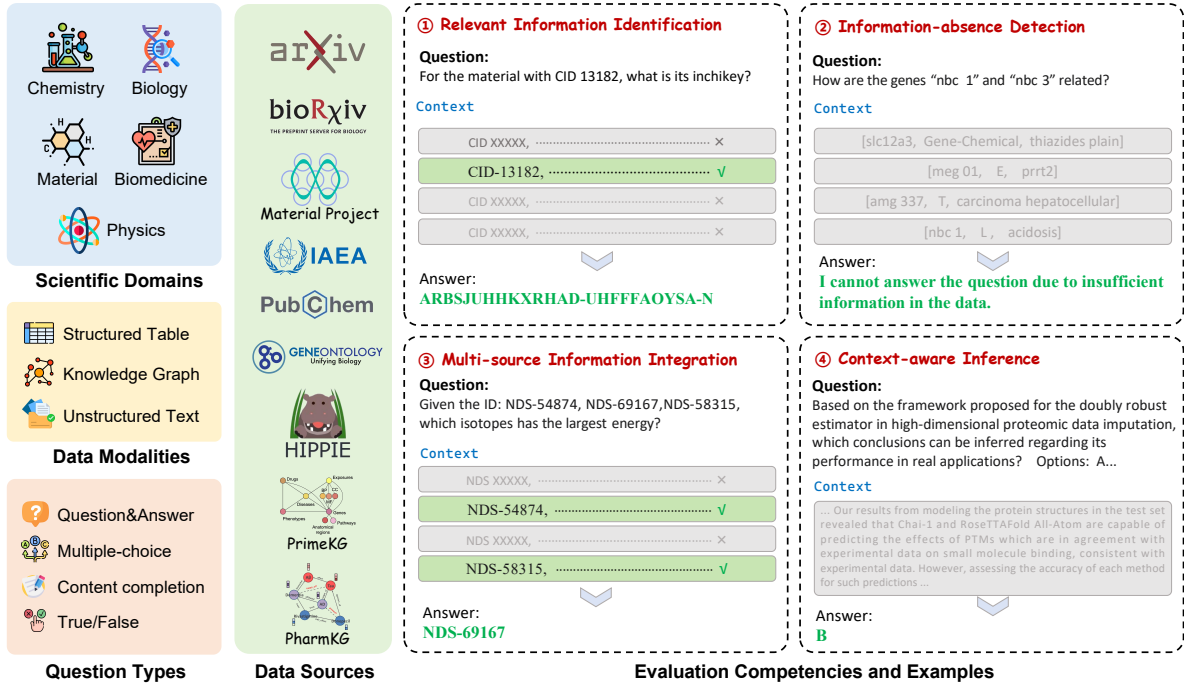 Chemistry
Biology
Material
Biomedicine
Physics
Scientific Domains
Structured Table
Knowledge Graph
Unstructured Text
Data Modalities
Question&Answer
Multiple-choice
Content completion
True/False
Question Types
arXiv
bioRxiv
THE PREPRINT SERVER FOR BIOLOGY
Material Project
IAEA
PubChem
GENEONTOLOGY
Unifying Biology
HIPPIE
Drugs
Exposures
Diseases
Genes
Phenotypes
Pathways
Anatomical
regions
PrimeKG
PharmKG
Data Sources
① Relevant Information Identification
Question:
For the material with CID 13182, what is its inchikey?
Context
CID XXXXX, ............................................ ×
CID-13182, ........................................ √
CID XXXXX, ............................................ ×
CID XXXXX, ............................................ ×
Answer:
ARBSJUHHKXRHAD-UHFFFAOYSA-N
② Information-absence Detection
Question:
How are the genes “nbc 1” and “nbc 3” related?
Context
[slc12a3, Gene-Chemical, thiazides plain]
[meg 01, E, prrt2]
[amg 337, T, carcinoma hepatocellular]
[nbc 1, L , acidosis]
Answer:
I cannot answer the question due to insufficient
information in the data.
③ Multi-source Information Integration
Question:
Given the ID: NDS-54874, NDS-69167,NDS-58315,
which isotopes has the largest energy?
Context
NDS XXXXX, ............................................ ×
NDS-54874, ........................................ √
NDS XXXXX, ............................................ ×
NDS-58315, ........................................ √
Answer:
NDS-69167
④ Context-aware Inference
Question:
Based on the framework proposed for the doubly robust
estimator in high-dimensional proteomic data imputation,
which conclusions can be inferred regarding its
performance in real applications? Options: A...
Context
... Our results from modeling the protein structures in the test set
revealed that Chai-1 and RoseTTAFold All-Atom are capable of
predicting the effects of PTMs which are in agreement with
experimental data on small molecule binding, consistent with
experimental data. However, assessing the accuracy of each method
for such predictions ...
Answer:
B
Evaluation Competencies and Examples